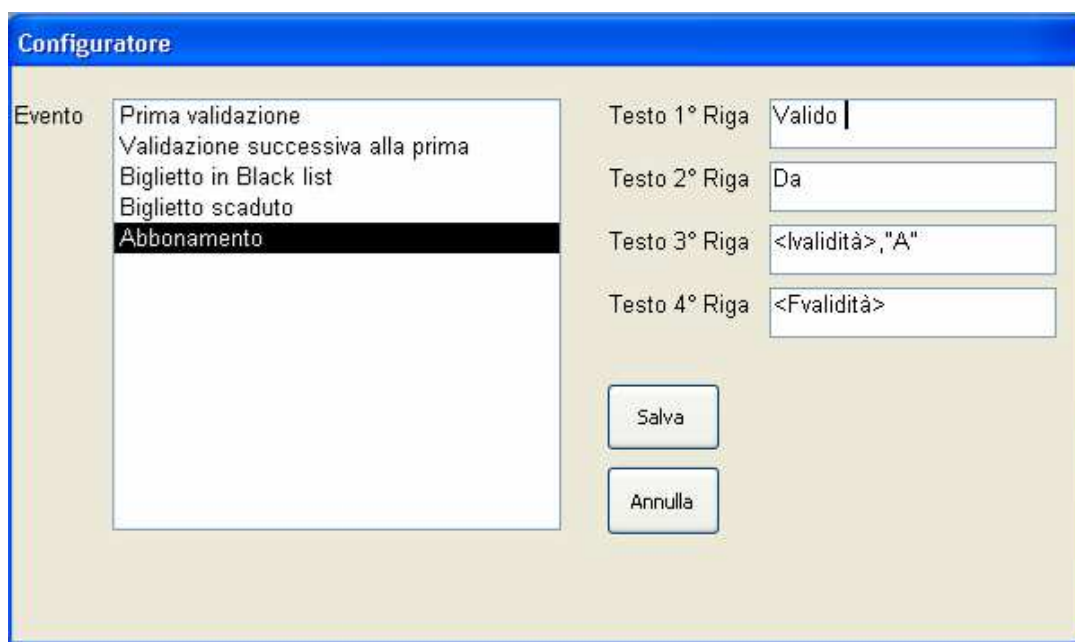 Configuratore
Evento
Prima validazione
Validazione successiva alla prima
Biglietto in Black list
Biglietto scaduto
Abbonamento
Testo 1° Riga Valido
Testo 2° Riga Da
Testo 3° Riga <Ivalidità>,"A"
Testo 4° Riga <Fvalidità>
Salva
Annulla